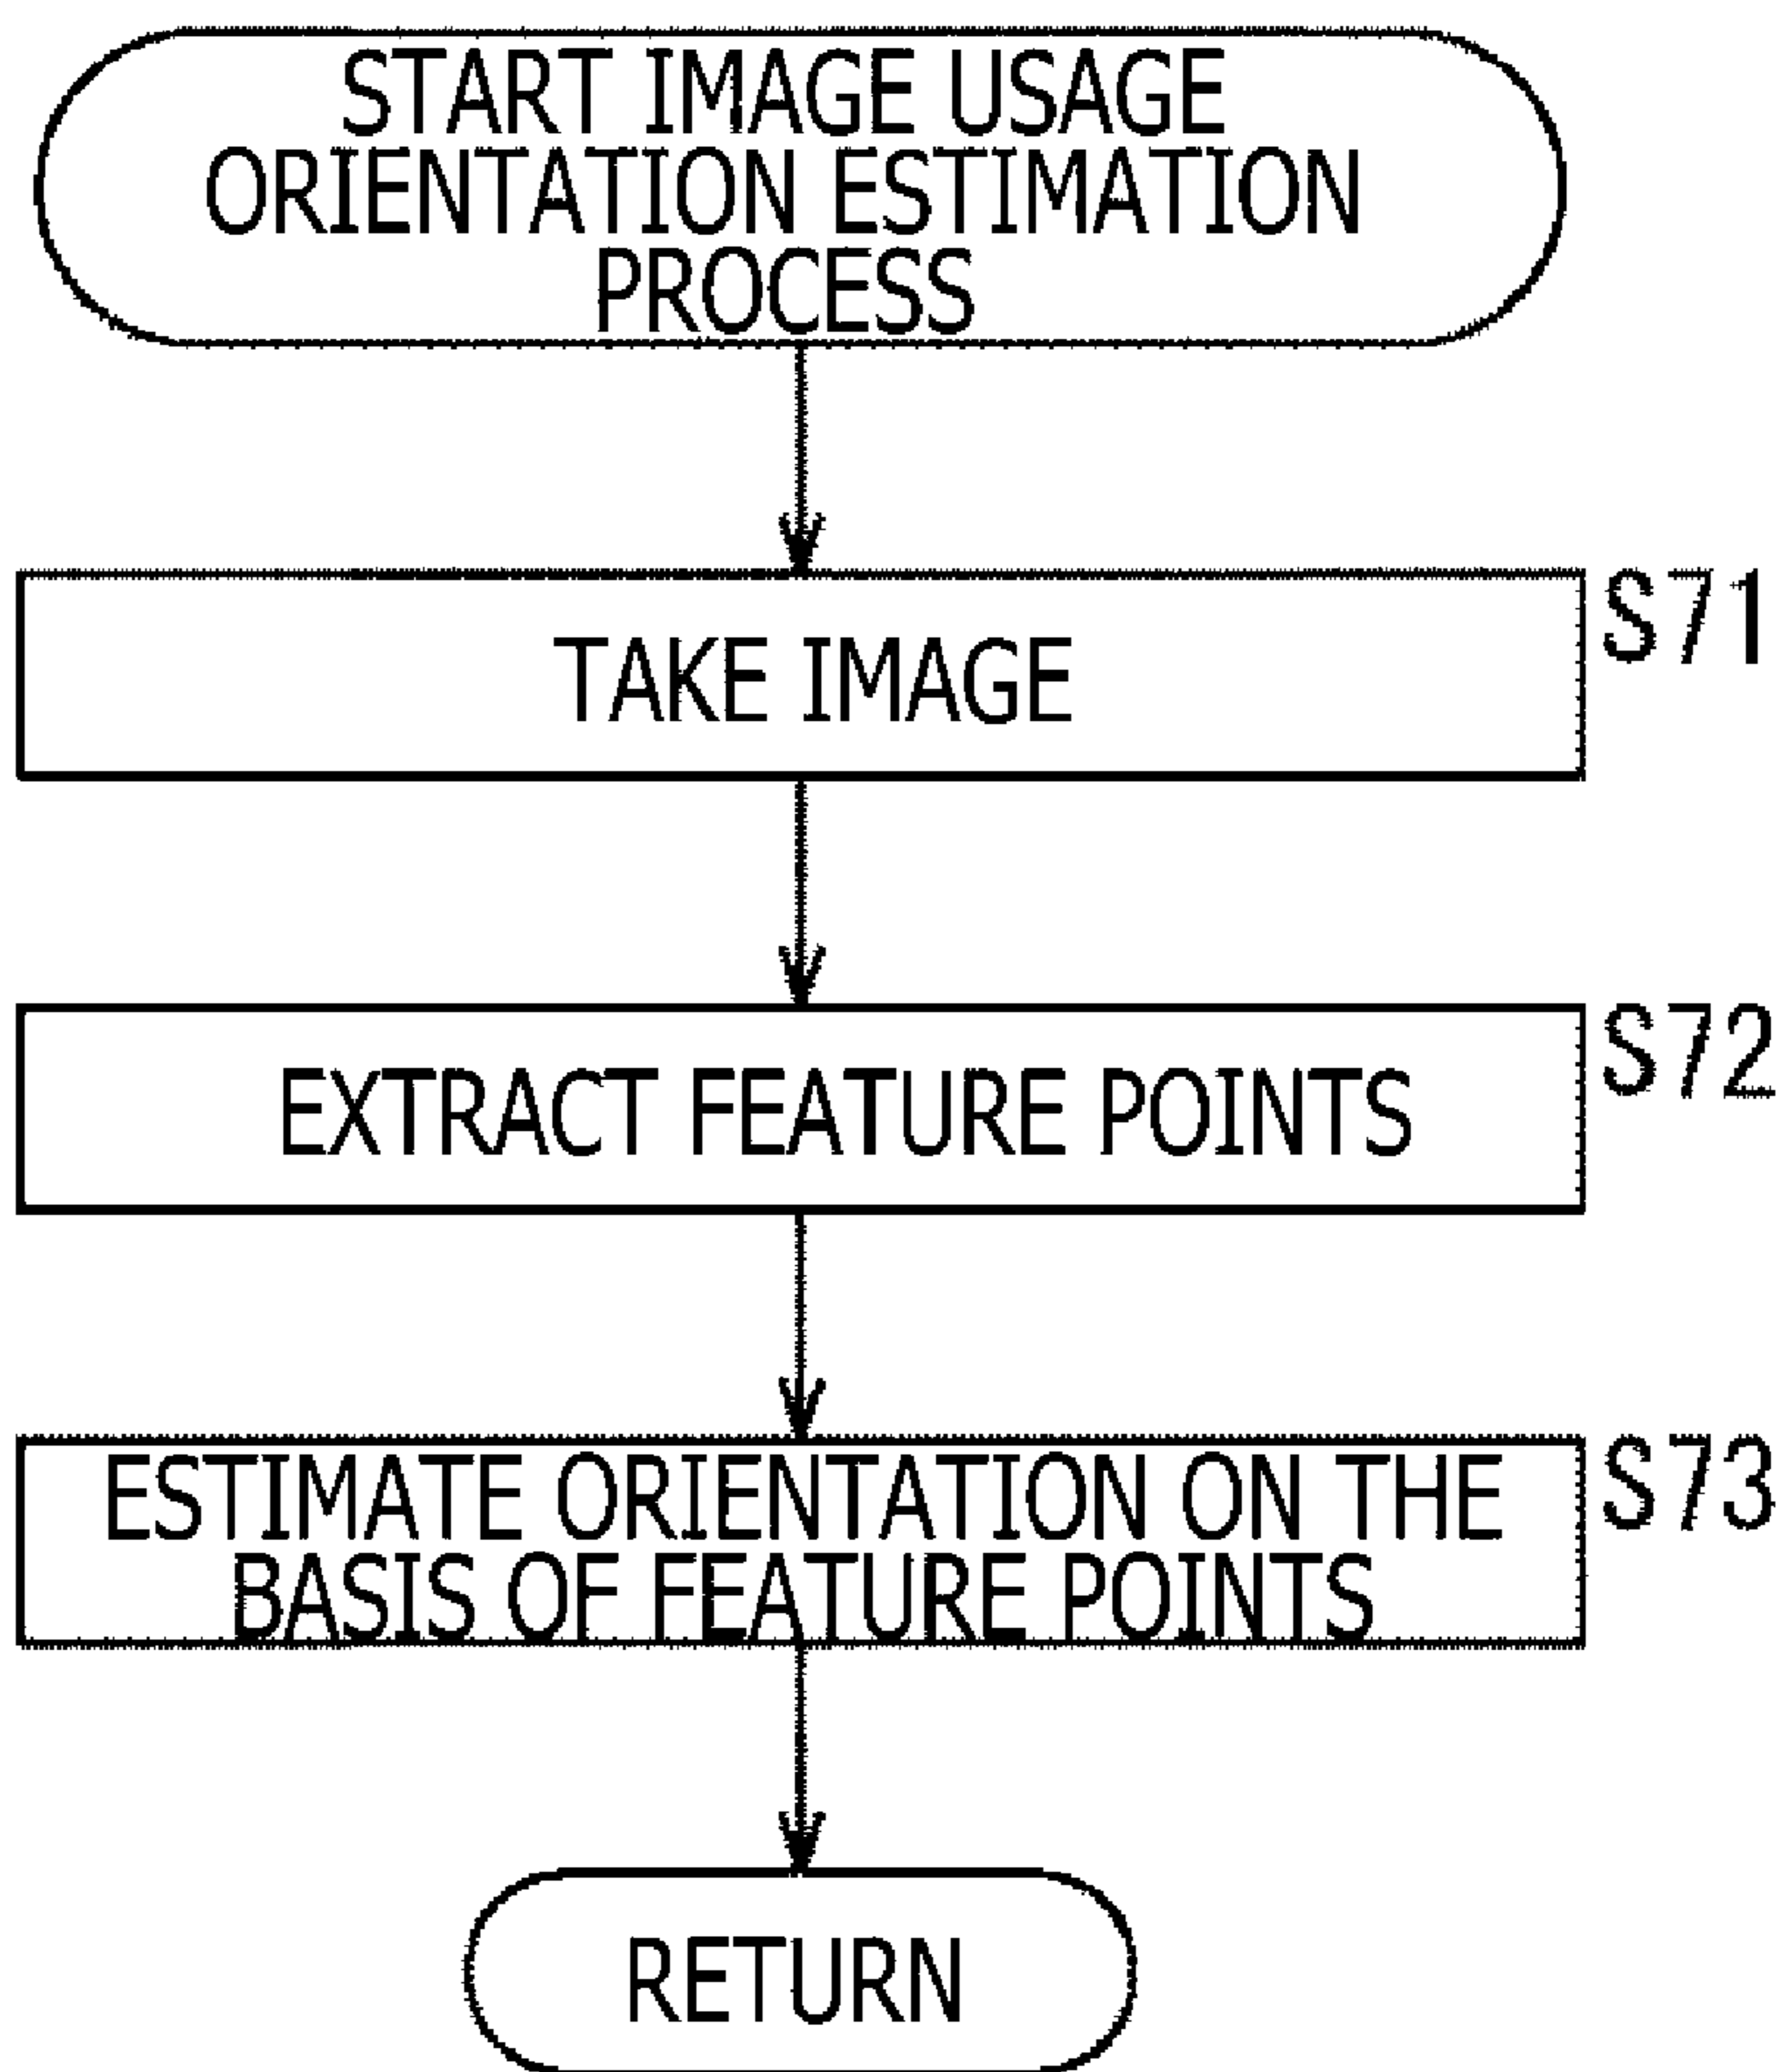 START IMAGE USAGE
ORIENTATION ESTIMATION
PROCESS
S71
TAKE IMAGE
S72
EXTRACT FEATURE POINTS
S73
ESTIMATE ORIENTATION ON THE
BASIS OF FEATURE POINTS
RETURN